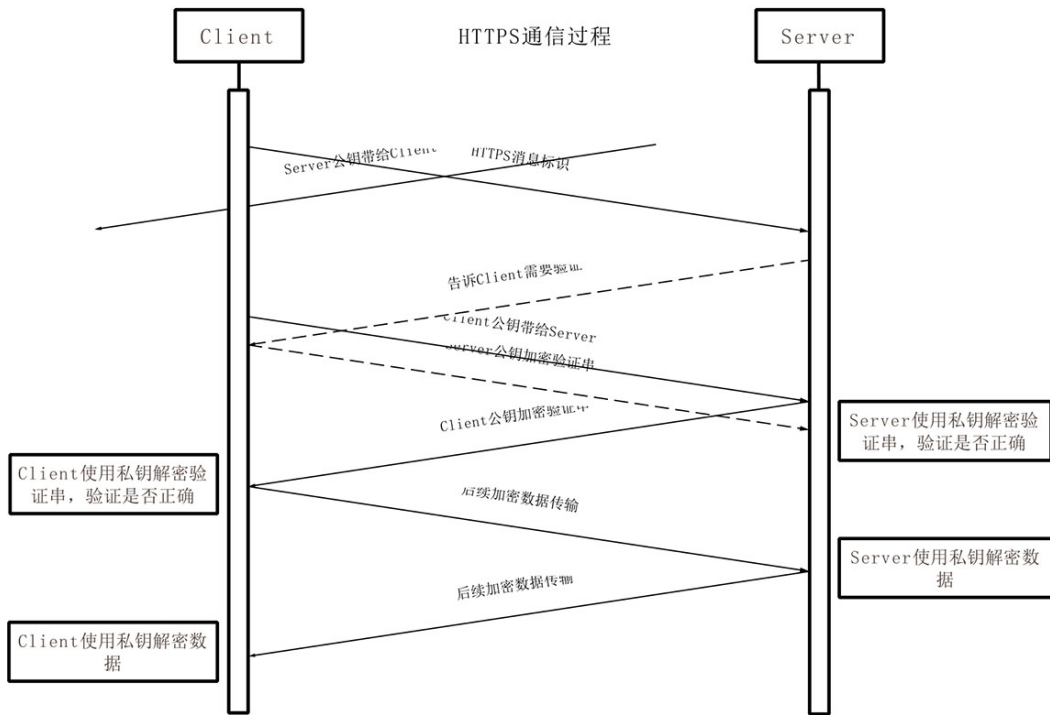 Client
HTTPS通信过程
Server
Server公钥带给Client
HTTPS消息标识
告诉Client需要验证
Client公钥带给Server
Server公钥加密验证串
Client公钥加密验证串
Server使用私钥解密验
证串，验证是否正确
Client使用私钥解密验
证串，验证是否正确
后续加密数据传输
Server使用私钥解密数
据
后续加密数据传输
Client使用私钥解密数
据